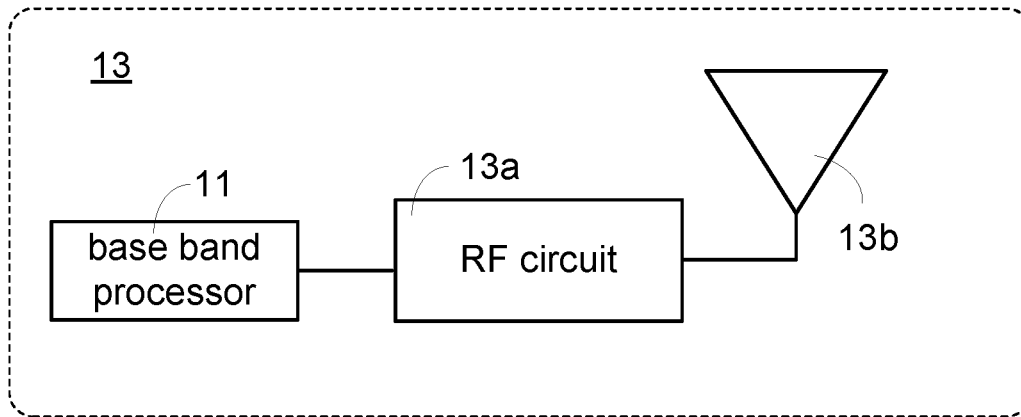 13
11
base band
processor
13a
RF circuit
13b